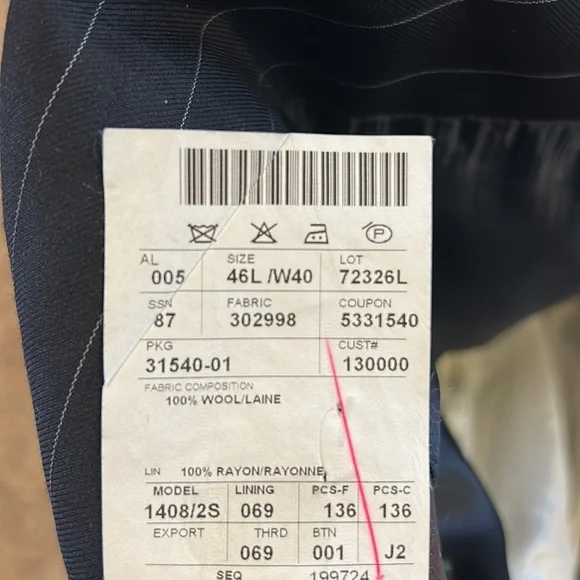 AL SIZE LOT
005 46L /W40 72326L
SSN FABRIC COUPON
87 302998 5331540
PKG CUST#
31540-01 130000
FABRIC COMPOSITION
100% WOOL/LAINE
LIN 100% RAYON/RAYONNE
MODEL LINING PCS-F PCS-C
1408/2S 069 136 136
EXPORT THRD BTN
069 001 J2
SEQ 199724